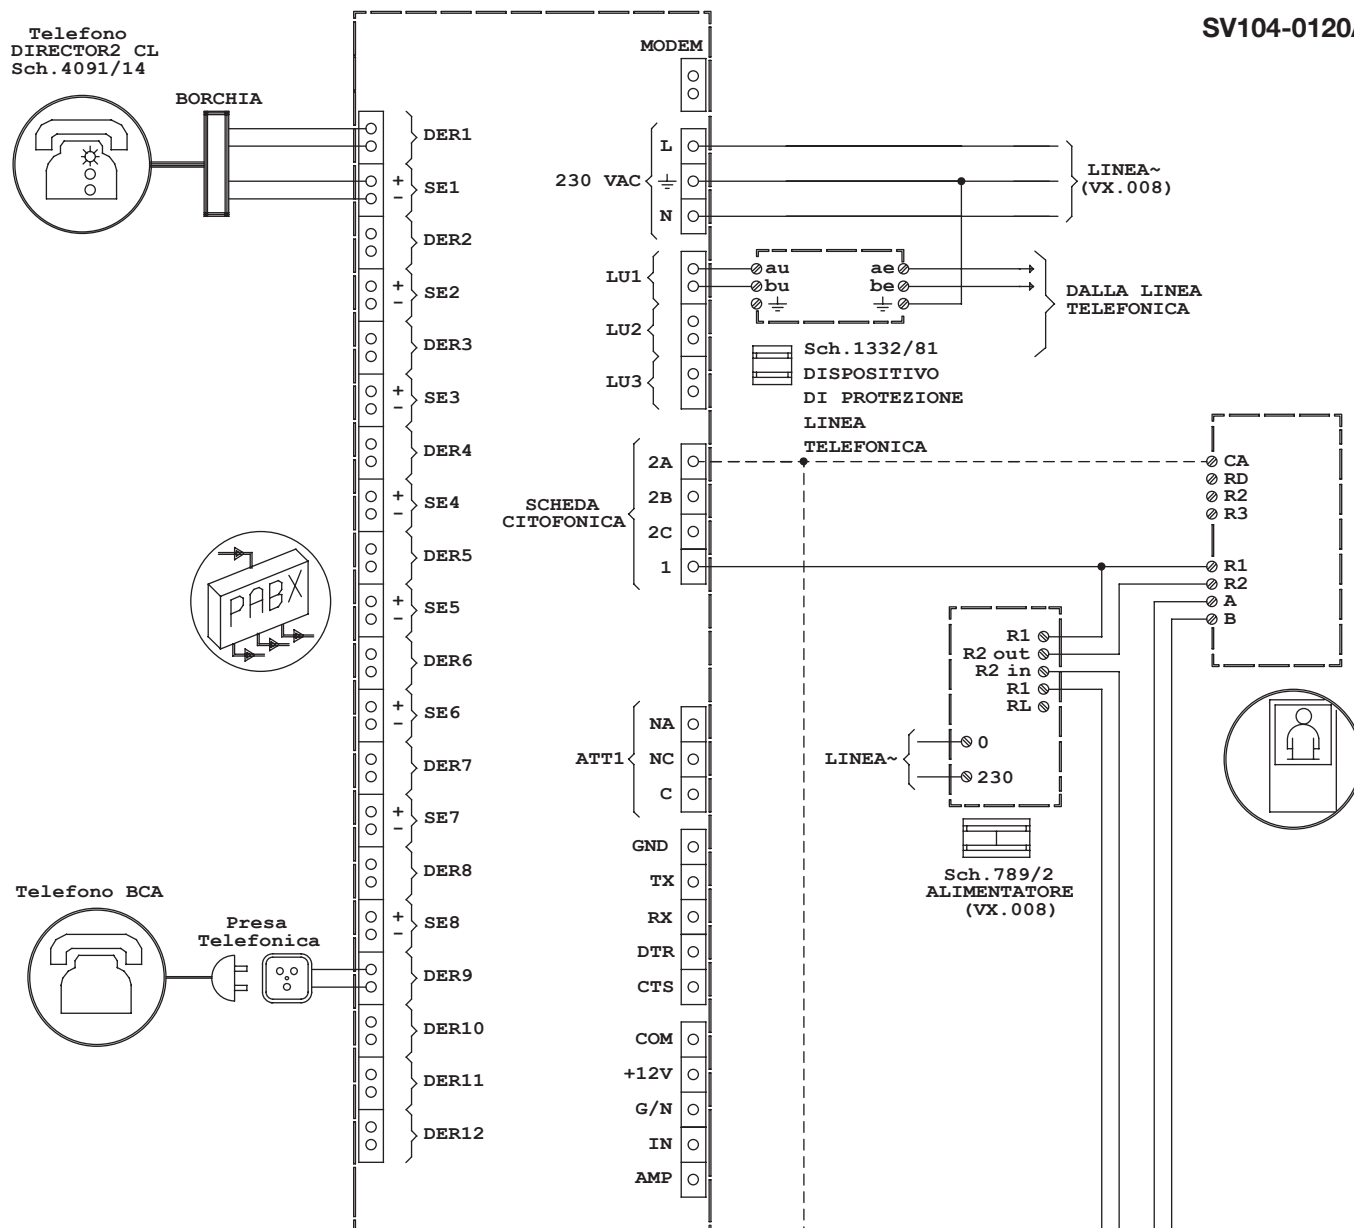 SV104-0120A
Telefono
DIRECTOR2 CL
Sch.4091/14
BORCHIA
DER1
+ SE1
-
DER2
+ SE2
-
DER3
+ SE3
-
DER4
+ SE4
-
DER5
+ SE5
-
DER6
+ SE6
-
DER7
+ SE7
-
DER8
+ SE8
-
DER9
DER10
DER11
DER12
PABX
Telefono BCA
Presa
Telefonica
MODEM
230 VAC
L
N
LU1
LU2
LU3
SCHEDA
CITOFONICA
2A
2B
2C
1
ATT1
NA
NC
C
GND
TX
RX
DTR
CTS
COM
+12V
G/N
IN
AMP
LINEA~
(VX.008)
au ae
bu be
DALLA LINEA
TELEFONICA
Sch.1332/81
DISPOSITIVO
DI PROTEZIONE
LINEA
TELEFONICA
CA
RD
R2
R3
R1
R2
A
B
R1
R2 out
R2 in
R1
RL
LINEA~
0
230
Sch.789/2
ALIMENTATORE
(VX.008)